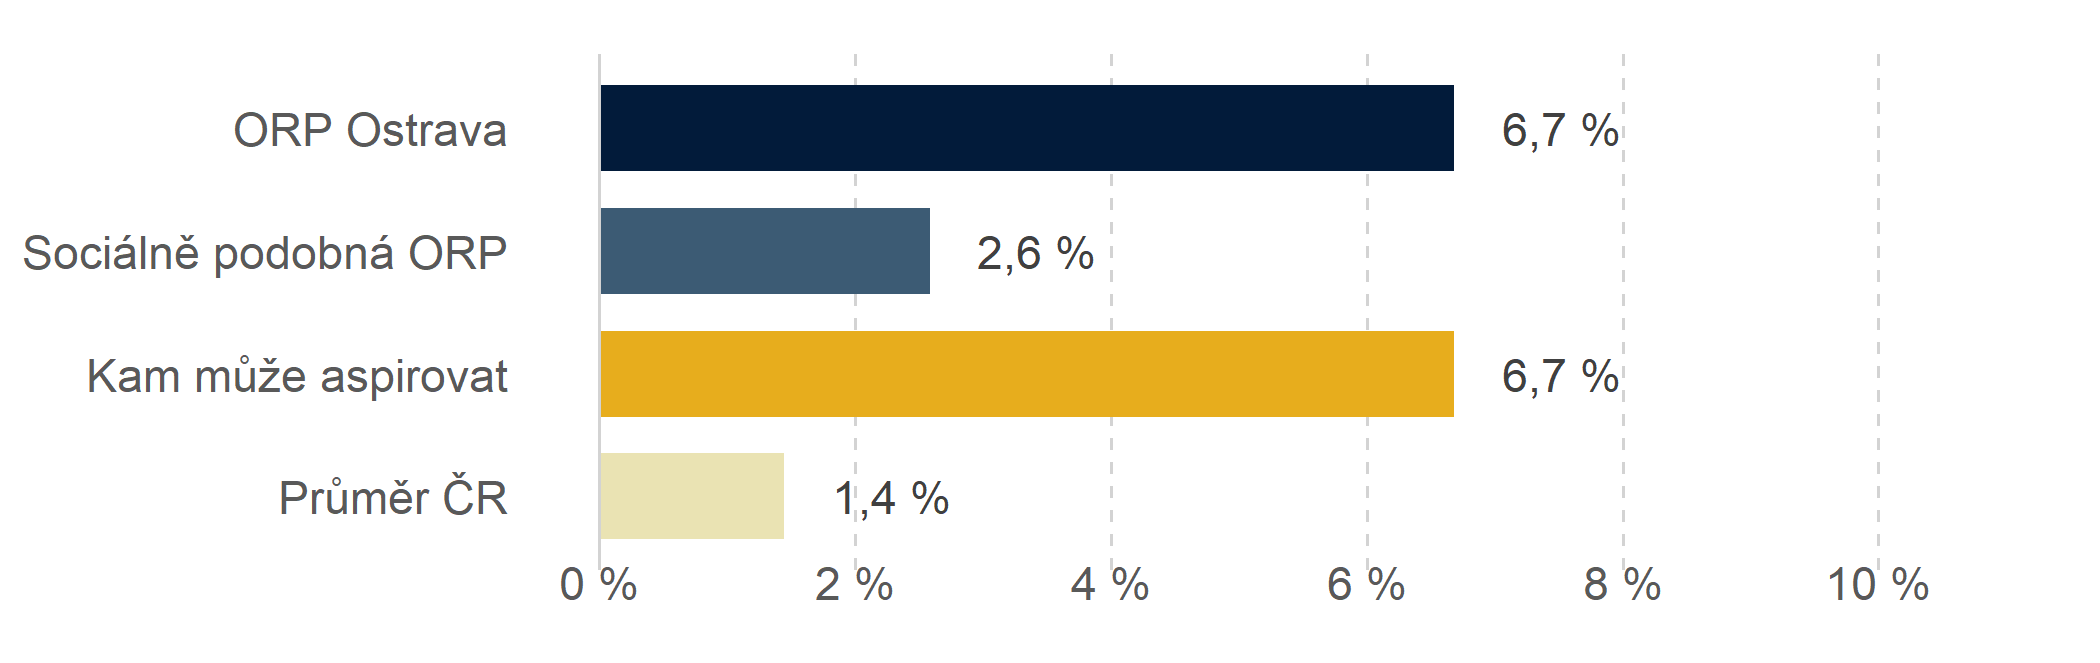 ORP Ostrava
6,7 %
Sociálně podobná ORP
2,6 %
Kam může aspirovat
6,7 %
Průměr ČR
1,4 %
0 % 2 % 4 % 6 % 8 % 10 %